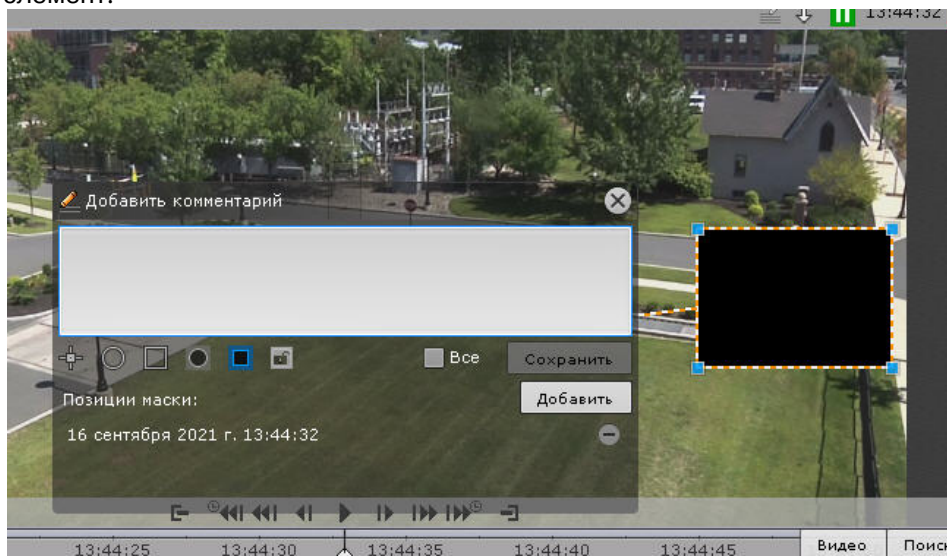 13:44:32
Добавить комментарий
Все
Сохранить
Позиции маски:
Добавить
16 сентября 2021 г. 13:44:32
13:44:25 13:44:30 13:44:35 13:44:40 13:44:45
Видео